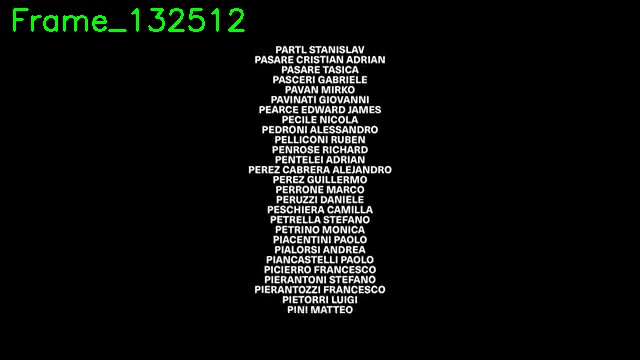 Frame_132512
PARTL STANISLAV
PASARE CRISTIAN ADRIAN
PASARE TASICA
PASCERI GABRIELE
PAVAN MIRKO
PAVINATI GIOVANNI
PEARCE EDWARD JAMES
PECILE NICOLA
PEDRONI ALESSANDRO
PELLICONI RUBEN
PENROSE RICHARD
PENTELEI ADRIAN
PEREZ CABRERA ALEJANDRO
PEREZ GUILLERMO
PERRONE MARCO
PERUZZI DANIELE
PESCHIERA CAMILLA
PETRELLA STEFANO
PETRINO MONICA
PIACENTINI PAOLO
PIALORSI ANDREA
PIANCASTELLI PAOLO
PICIERRO FRANCESCO
PIERANTONI STEFANO
PIERANTOZZI FRANCESCO
PIETORRI LUIGI
PINI MATTEO